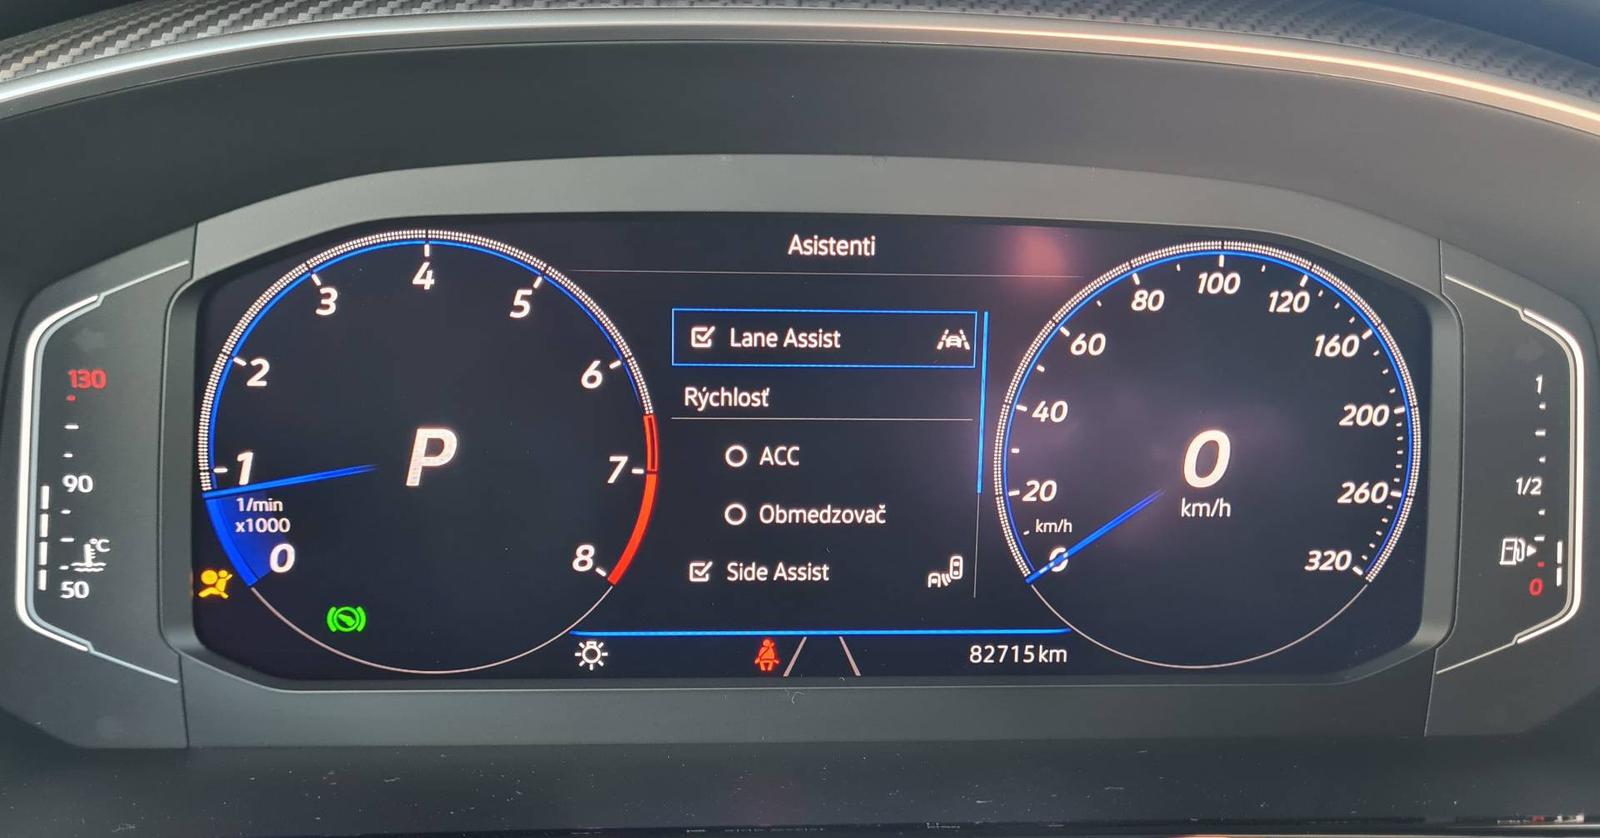 Asistenti
Lane Assist
Rýchlosť
ACC
Obmedzovač
Side Assist
82715 km
0
1
2
3
4
5
6
7
8
1/min
x1000
P
0
20
40
60
80
100
120
160
200
260
320
km/h
0
km/h
130
90
50
°C
1
1/2
0